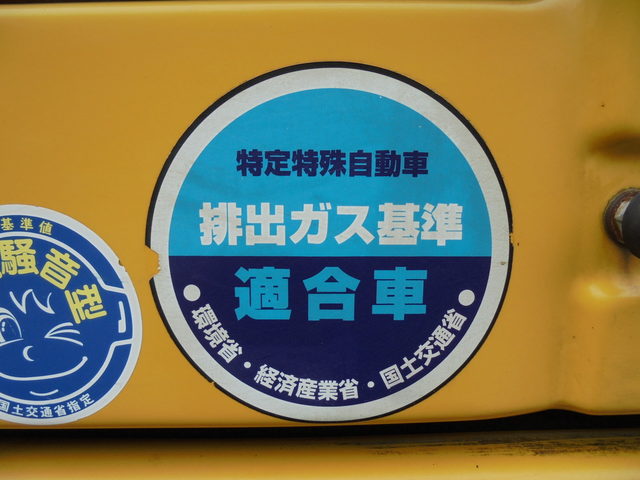 特定特殊自動車
排出ガス基準
適合車
環境省・経済産業省・国土交通省
基準値
騒音型
国土交通省指定